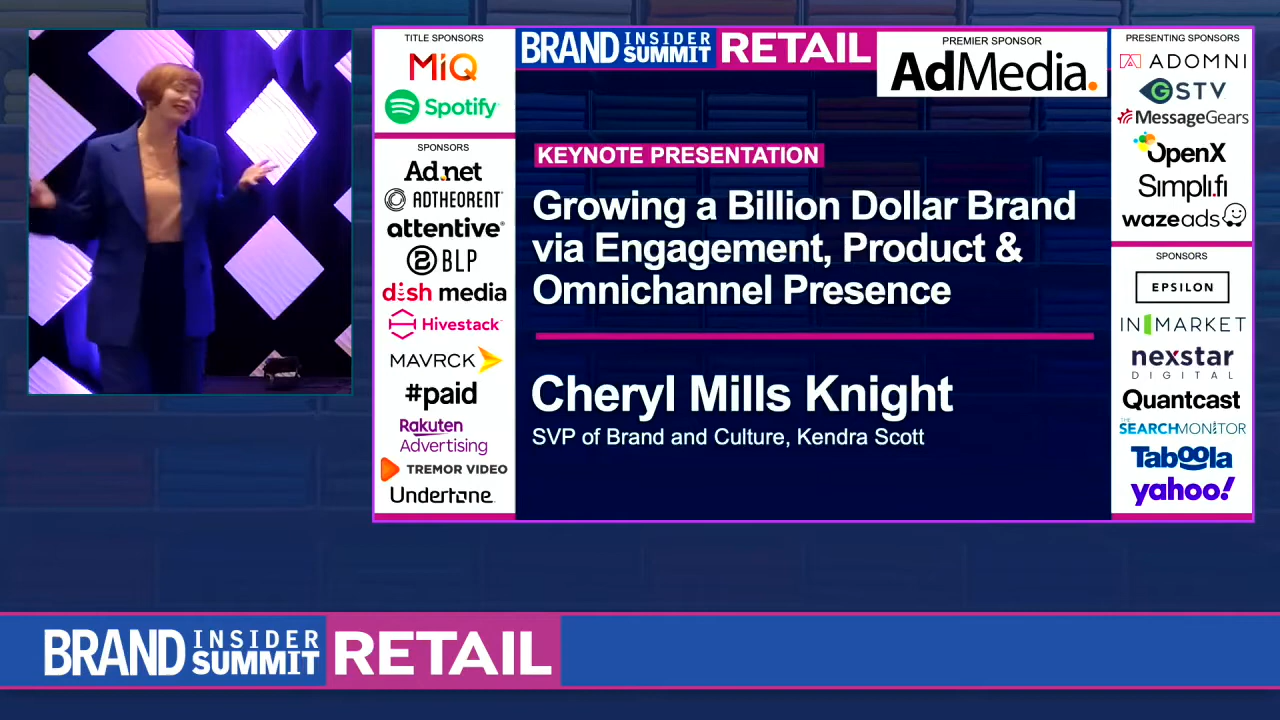 TITLE SPONSORS
MiQ
Spotify
SPONSORS
Ad.net
ADTHEORENT
attentive
BLP
dish media
Hivestack
MAVRCK
#paid
Rakuten
Advertising
TREMOR VIDEO
Undertone
BRAND INSIDER SUMMIT RETAIL
PREMIER SPONSOR
AdMedia.
KEYNOTE PRESENTATION
Growing a Billion Dollar Brand
via Engagement, Product &
Omnichannel Presence
Cheryl Mills Knight
SVP of Brand and Culture, Kendra Scott
PRESENTING SPONSORS
ADOMNI
GSTV
MessageGears
OpenX
Simpli.fi
waze ads
SPONSORS
EPSILON
INMARKET
nexstar
DIGITAL
Quantcast
THE
SEARCHMONITOR
Taboola
yahoo!
BRAND INSIDER SUMMIT RETAIL